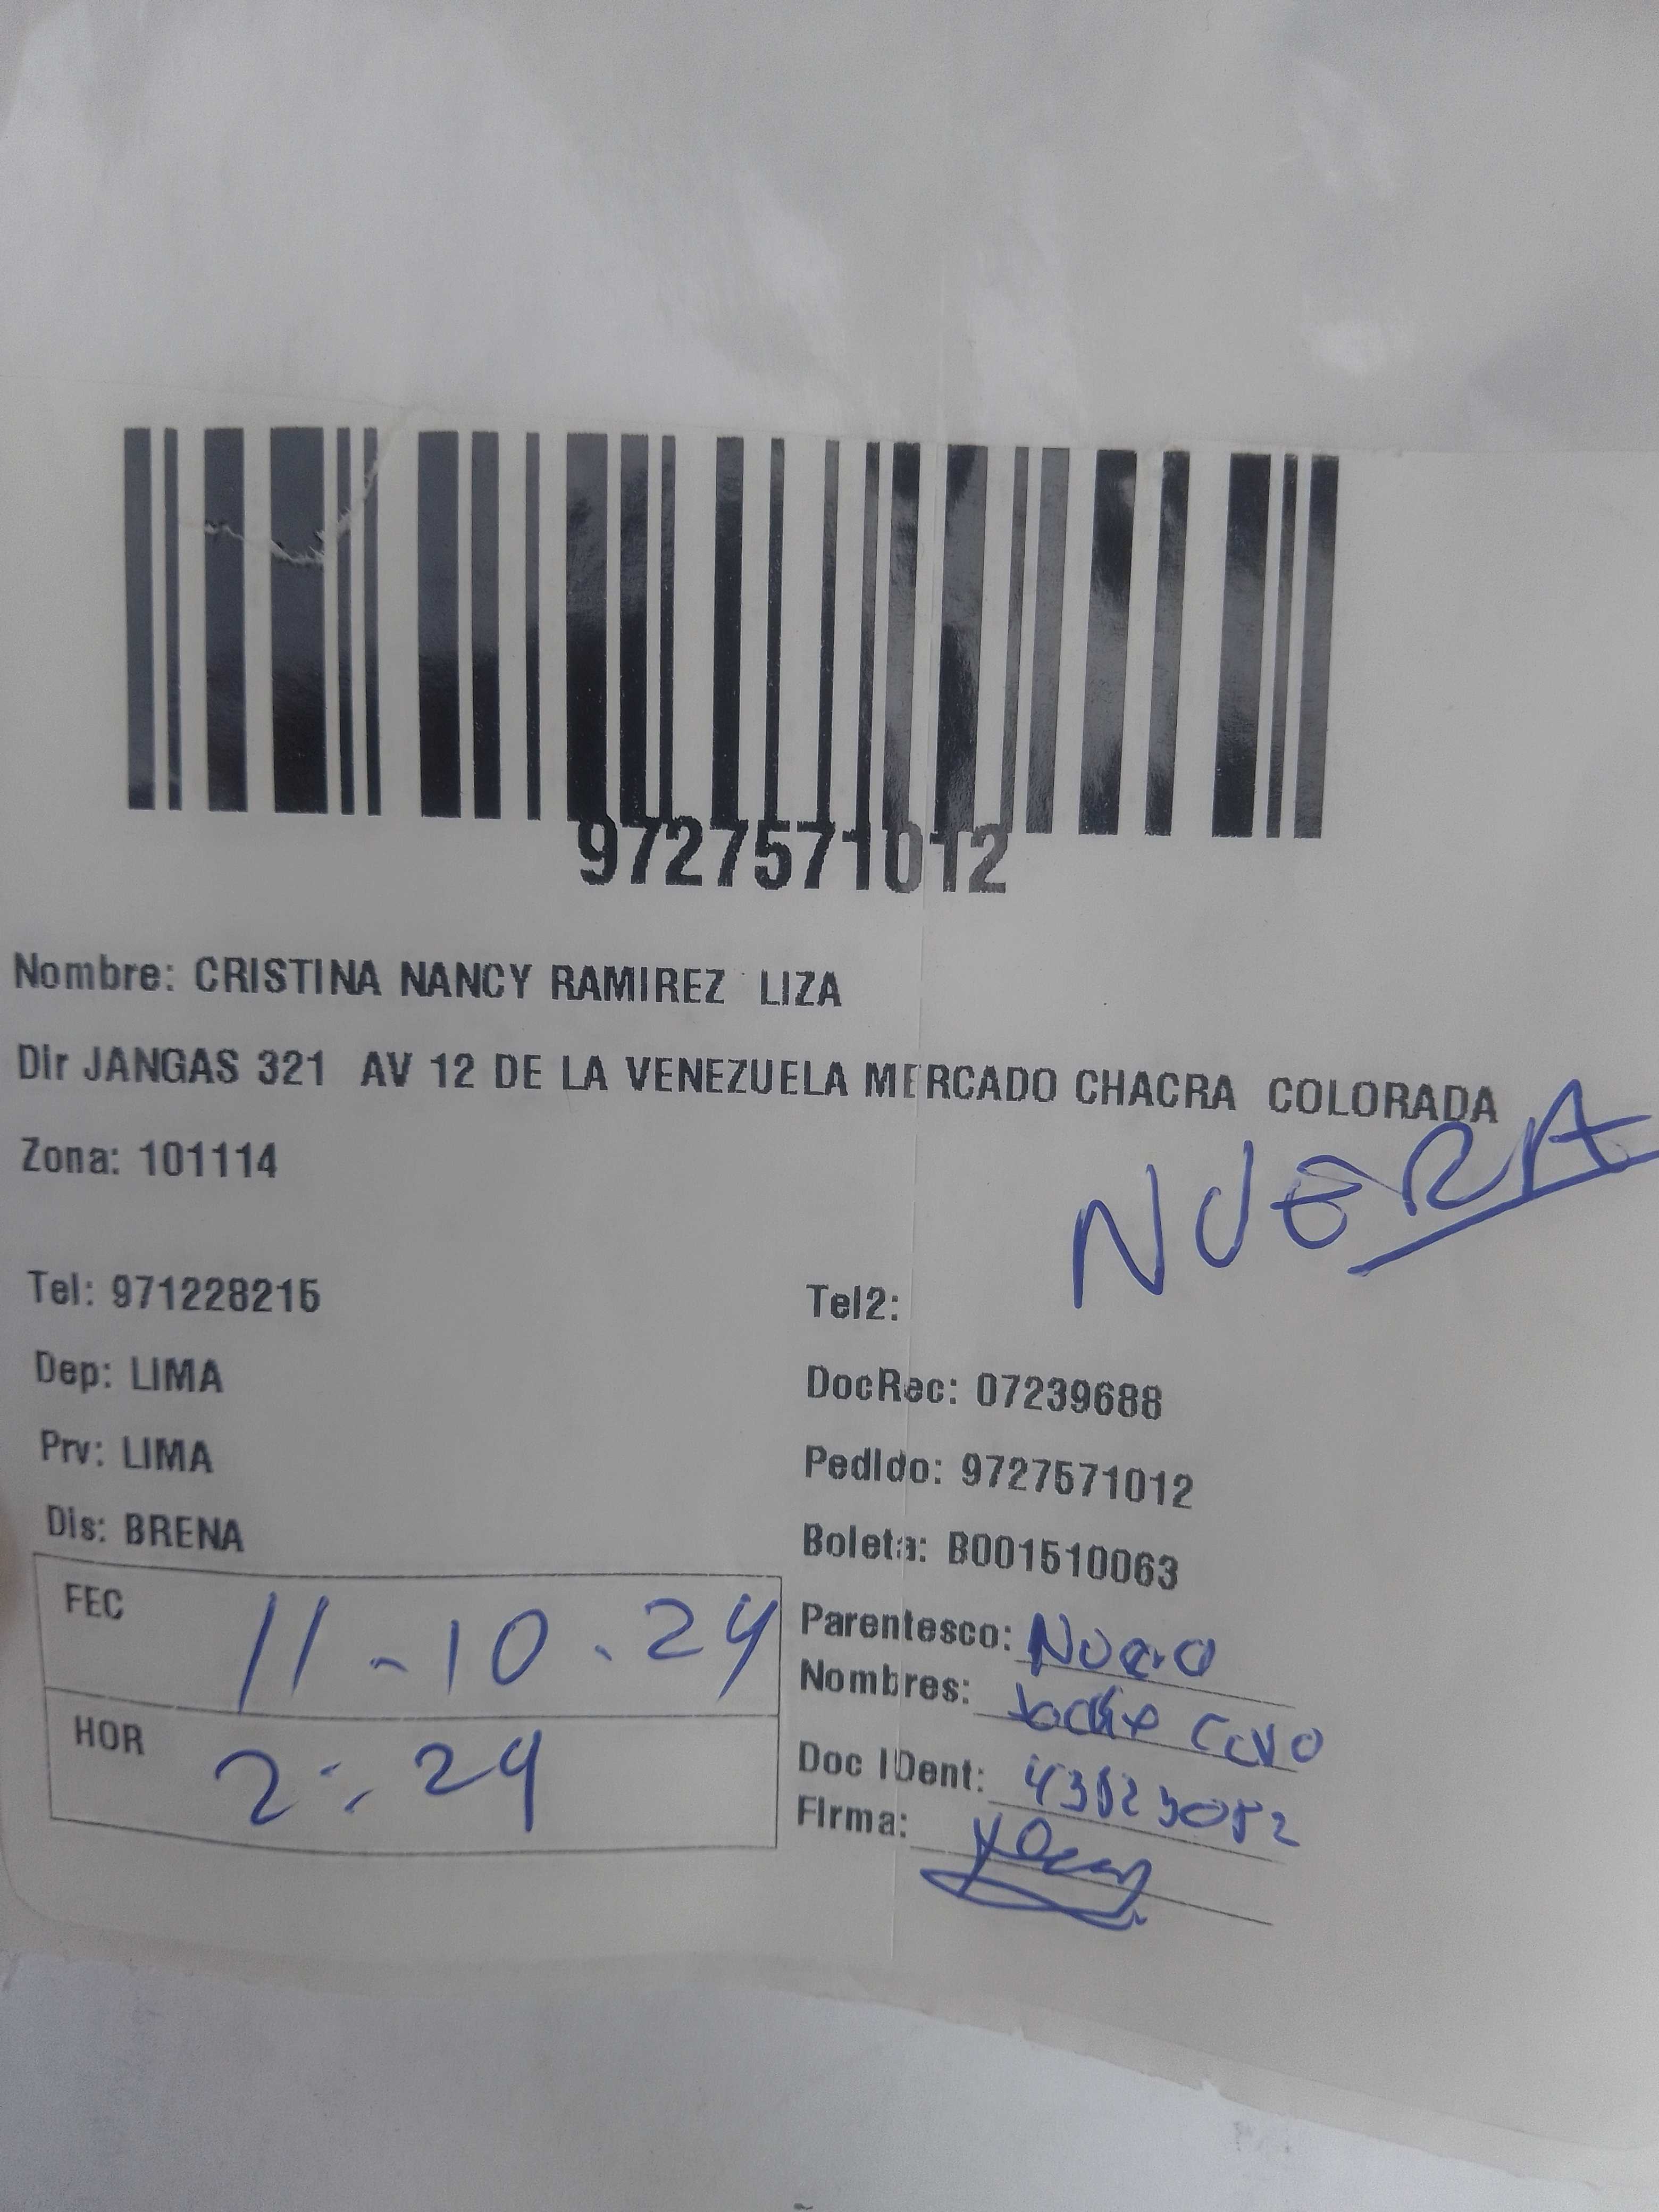 9727571012
Nombre: CRISTINA NANCY RAMIREZ LIZA
Dir JANGAS 321 AV 12 DE LA VENEZUELA MERCADO CHACRA COLORADA
Zona: 101114
NUERA
Tel: 971228215
Tel2:
Dep: LIMA
DocRec: 07239688
Prv: LIMA
Pedido: 9727571012
Dis: BRENA
Boleta: B001510063
FEC 11-10.24
Parentesco:
Nombres:
HOR 2:24
Doc IDent:
Firma: